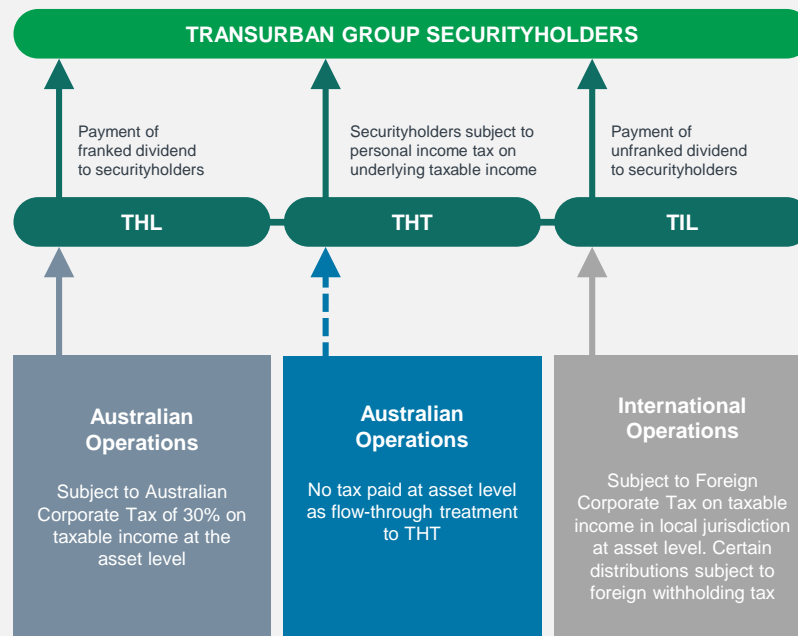 TRANSURBAN GROUP SECURITYHOLDERS
Payment of
franked dividend
to securityholders
Securityholders subject to
personal income tax on
underlying taxable income
Payment of
unfranked dividend
to securityholders
THL
THT
TIL
Australian
Operations
Subject to Australian
Corporate Tax of 30% on
taxable income at the
asset level
Australian
Operations
No tax paid at asset level
as flow-through treatment
to THT
International
Operations
Subject to Foreign
Corporate Tax on taxable
income in local jurisdiction
at asset level. Certain
distributions subject to
foreign withholding tax